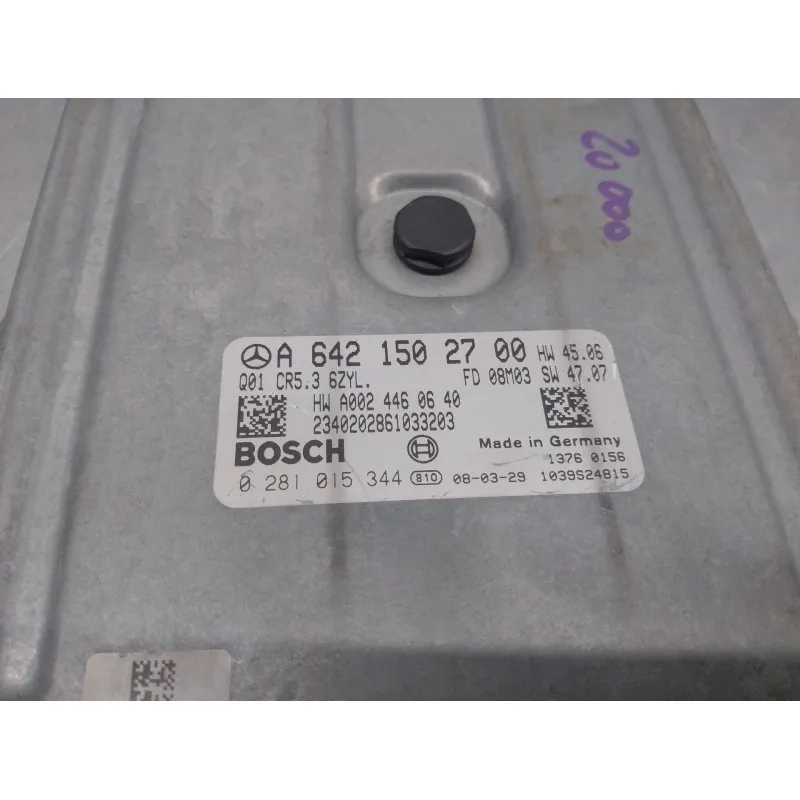 20 000
A 642 150 27 00 HW 45.06
Q01 CR5.3 6ZYL. FD 08M03 SW 47.07
HW A002 446 06 40
2340202861033203
BOSCH Made in Germany
1376 0156
0 281 015 344 810 08-03-29 1039S24815